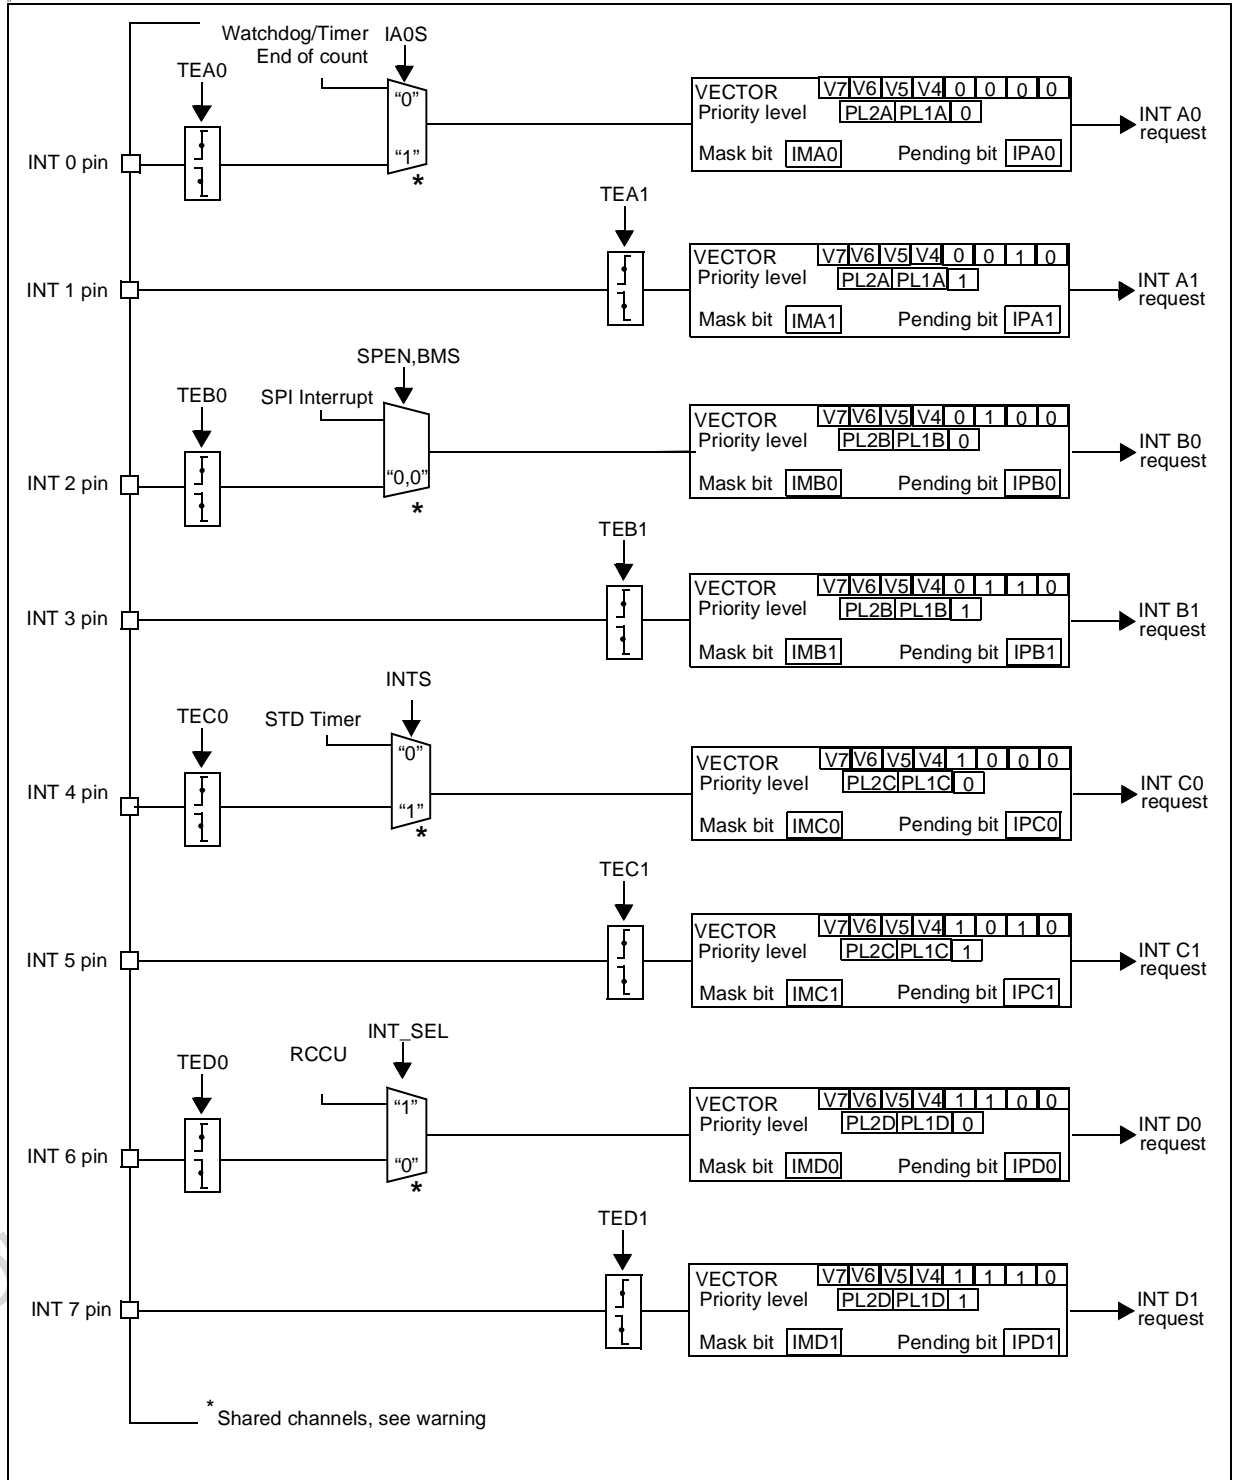 Watchdog/Timer IA0S
End of count
TEA0
“0”
“1”
*
INT 0 pin
VECTOR V7 V6 V5 V4 0 0 0 0
Priority level PL2A PL1A 0
Mask bit IMA0 Pending bit IPA0
INT A0
request
TEA1
INT 1 pin
VECTOR V7 V6 V5 V4 0 0 1 0
Priority level PL2A PL1A 1
Mask bit IMA1 Pending bit IPA1
INT A1
request
SPEN,BMS
TEB0 SPI Interrupt
“0,0”
*
INT 2 pin
VECTOR V7 V6 V5 V4 0 1 0 0
Priority level PL2B PL1B 0
Mask bit IMB0 Pending bit IPB0
INT B0
request
TEB1
INT 3 pin
VECTOR V7 V6 V5 V4 0 1 1 0
Priority level PL2B PL1B 1
Mask bit IMB1 Pending bit IPB1
INT B1
request
INTS
TEC0 STD Timer
“0”
“1”
*
INT 4 pin
VECTOR V7 V6 V5 V4 1 0 0 0
Priority level PL2C PL1C 0
Mask bit IMC0 Pending bit IPC0
INT C0
request
TEC1
INT 5 pin
VECTOR V7 V6 V5 V4 1 0 1 0
Priority level PL2C PL1C 1
Mask bit IMC1 Pending bit IPC1
INT C1
request
INT_SEL
TED0 RCCU
“1”
“0”
*
INT 6 pin
VECTOR V7 V6 V5 V4 1 1 0 0
Priority level PL2D PL1D 0
Mask bit IMD0 Pending bit IPD0
INT D0
request
TED1
INT 7 pin
VECTOR V7 V6 V5 V4 1 1 1 0
Priority level PL2D PL1D 1
Mask bit IMD1 Pending bit IPD1
INT D1
request
* Shared channels, see warning